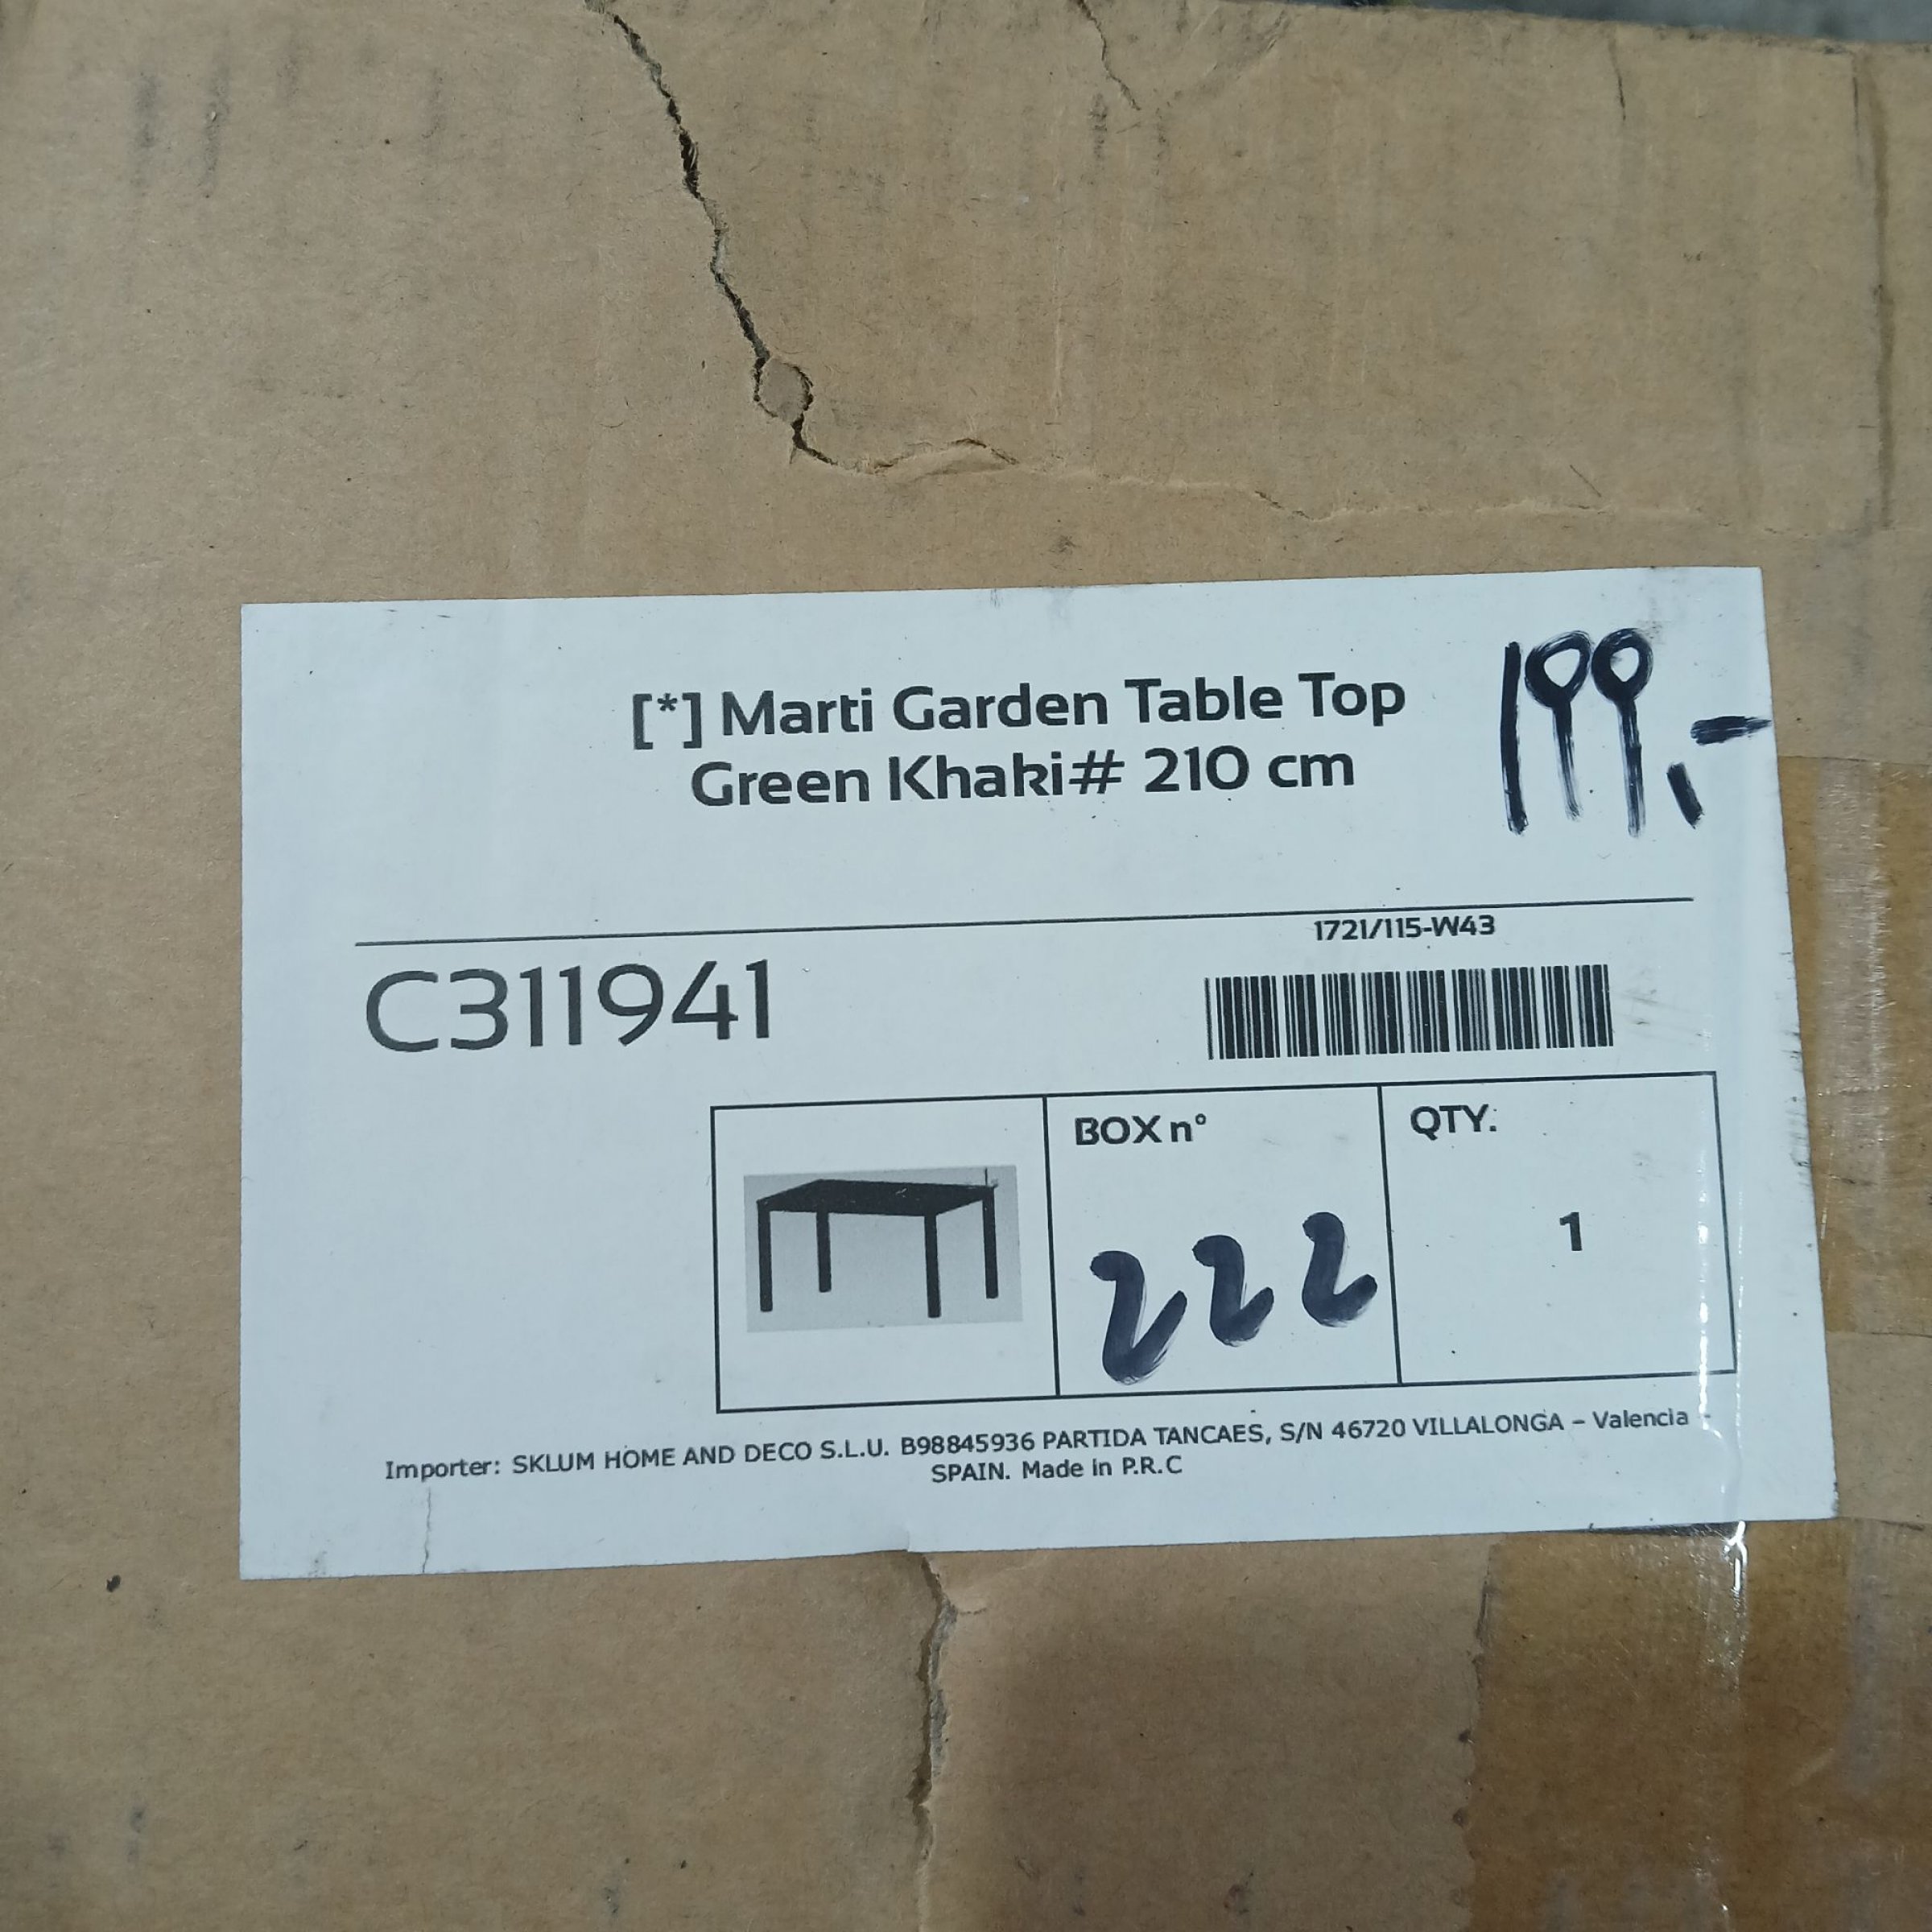 [*] Marti Garden Table Top
Green Khaki# 210 cm
199,-
1721/115-W43
C311941
BOX n°
222
QTY.
1
Importer: SKLUM HOME AND DECO S.L.U. B98845936 PARTIDA TANCAES, S/N 46720 VILLALONGA – Valencia -
SPAIN. Made in P.R.C